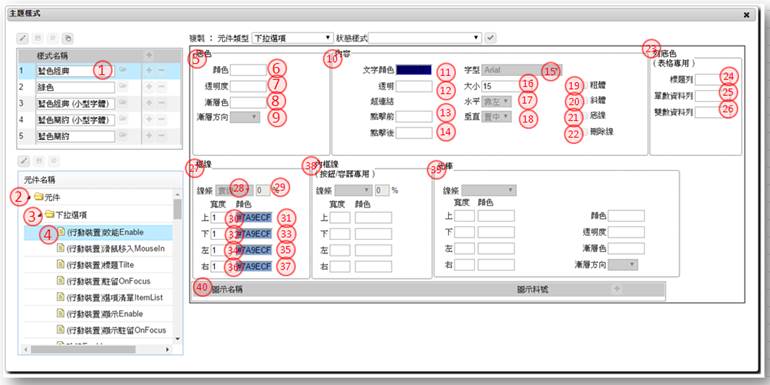 主題樣式
複製： 元件類型 下拉選項 狀態樣式
樣式名稱
1 藍色經典 1
2 綠色
3 藍色經典 (小型字體)
4 藍色簡約 (小型字體)
5 藍色簡約
元件名稱
2 元件
3 下拉選項
4 (行動裝置)效能Enable
(行動裝置)滑鼠移入MouseIn
(行動裝置)標題Tilte
(行動裝置)駐留OnFocus
(行動裝置)選項清單ItemList
(行動裝置)顯示Enable
(行動裝置)顯示駐留OnFocus
5 底色
顏色 6
透明度 7
漸層色 8
漸層方向 9
10 內容
文字顏色 11
透明 12
超連結
點擊前 13
點擊後 14
字型 Arial 15
大小 15 16
水平 靠左 17
垂直 置中 18
19 粗體
20 斜體
21 底線
22 刪除線
23 列底色
(表格專用)
標題列 24
單數資料列 25
雙數資料列 26
27 框線
線條 實線 28 0 % 29
寬度 顏色
上 1 30 #7A9ECF 31
下 1 32 #7A9ECF 33
左 1 34 #7A9ECF 35
右 1 36 #7A9ECF 37
38 內框線
(按鈕/容器專用)
線條 0 %
寬度 顏色
上
下
左
右
39
線條
寬度 顏色
上
下
左
右
顏色
透明度
漸層色
漸層方向
40 圖示名稱 圖示料號